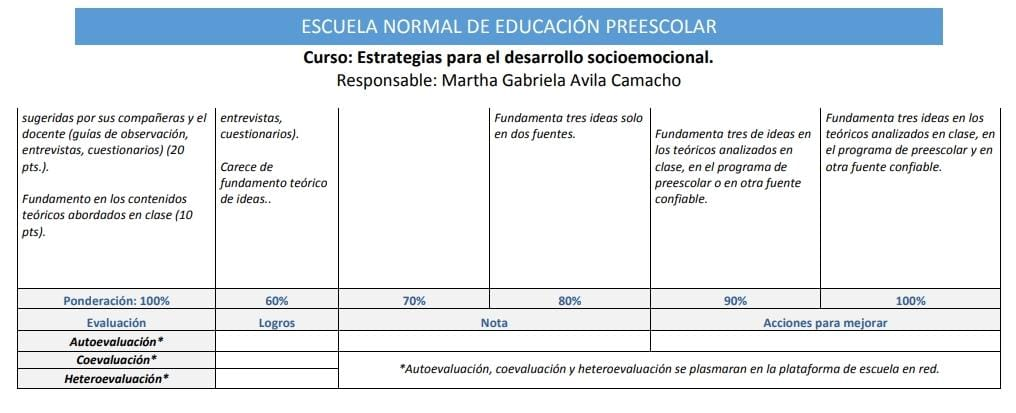 ESCUELA NORMAL DE EDUCACIÓN PREESCOLAR
Curso: Estrategias para el desarrollo socioemocional.
Responsable: Martha Gabriela Avila Camacho
sugeridas por sus compañeras y el
docente (guías de observación,
entrevistas, cuestionarios) (20
pts.).
Fundamento en los contenidos
teóricos abordados en clase (10
pts).
entrevistas,
cuestionarios).
Carece de
fundamento teórico
de ideas..
Fundamenta tres ideas solo
en dos fuentes.
Fundamenta tres de ideas en
los teóricos analizados en
clase, en el programa de
preescolar o en otra fuente
confiable.
Fundamenta tres ideas en los
teóricos analizados en clase, en
el programa de preescolar y en
otra fuente confiable.
Ponderación: 100% 60% 70% 80% 90% 100%
Evaluación Logros Nota Acciones para mejorar
Autoevaluación*
Coevaluación*
Heteroevaluación*
*Autoevaluación, coevaluación y heteroevaluación se plasmaran en la plataforma de escuela en red.